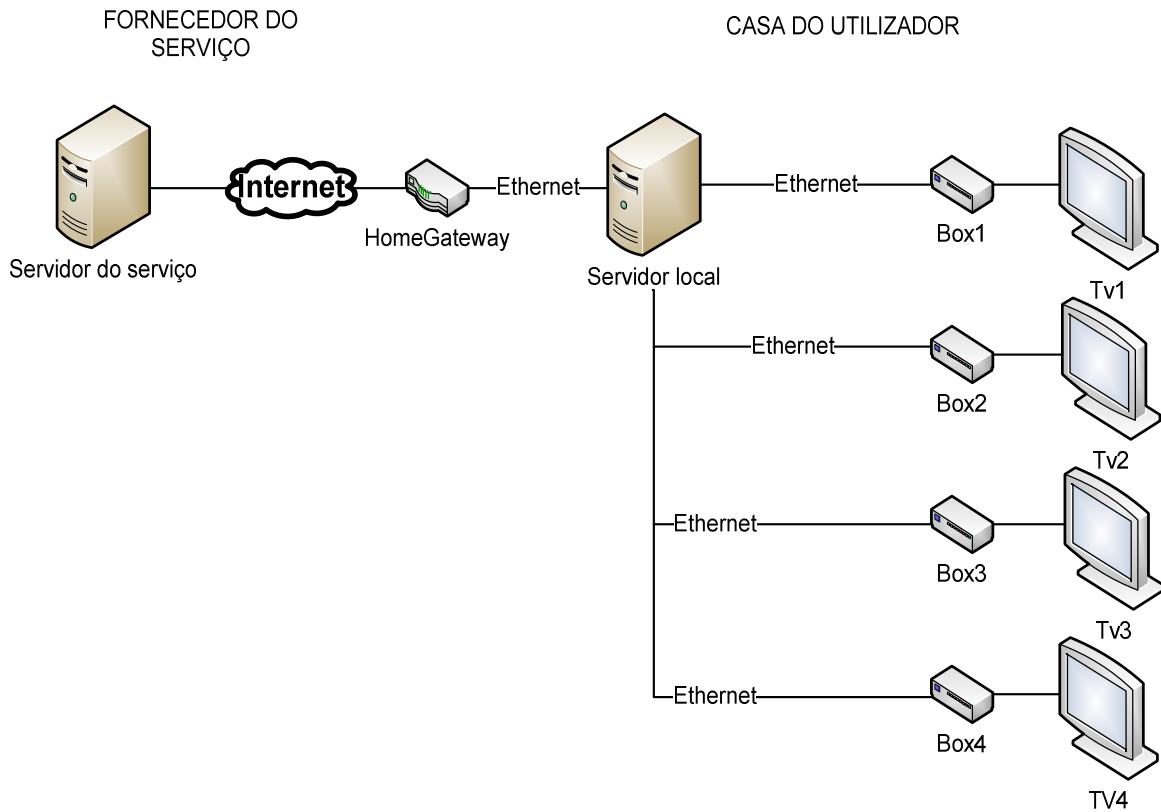 FORNECEDOR DO
SERVIÇO
CASA DO UTILIZADOR
Internet
Ethernet
Ethernet
HomeGateway
Box1
Servidor do serviço
Servidor local
Tv1
Ethernet
Box2
Tv2
Ethernet
Box3
Tv3
Ethernet
Box4
TV4